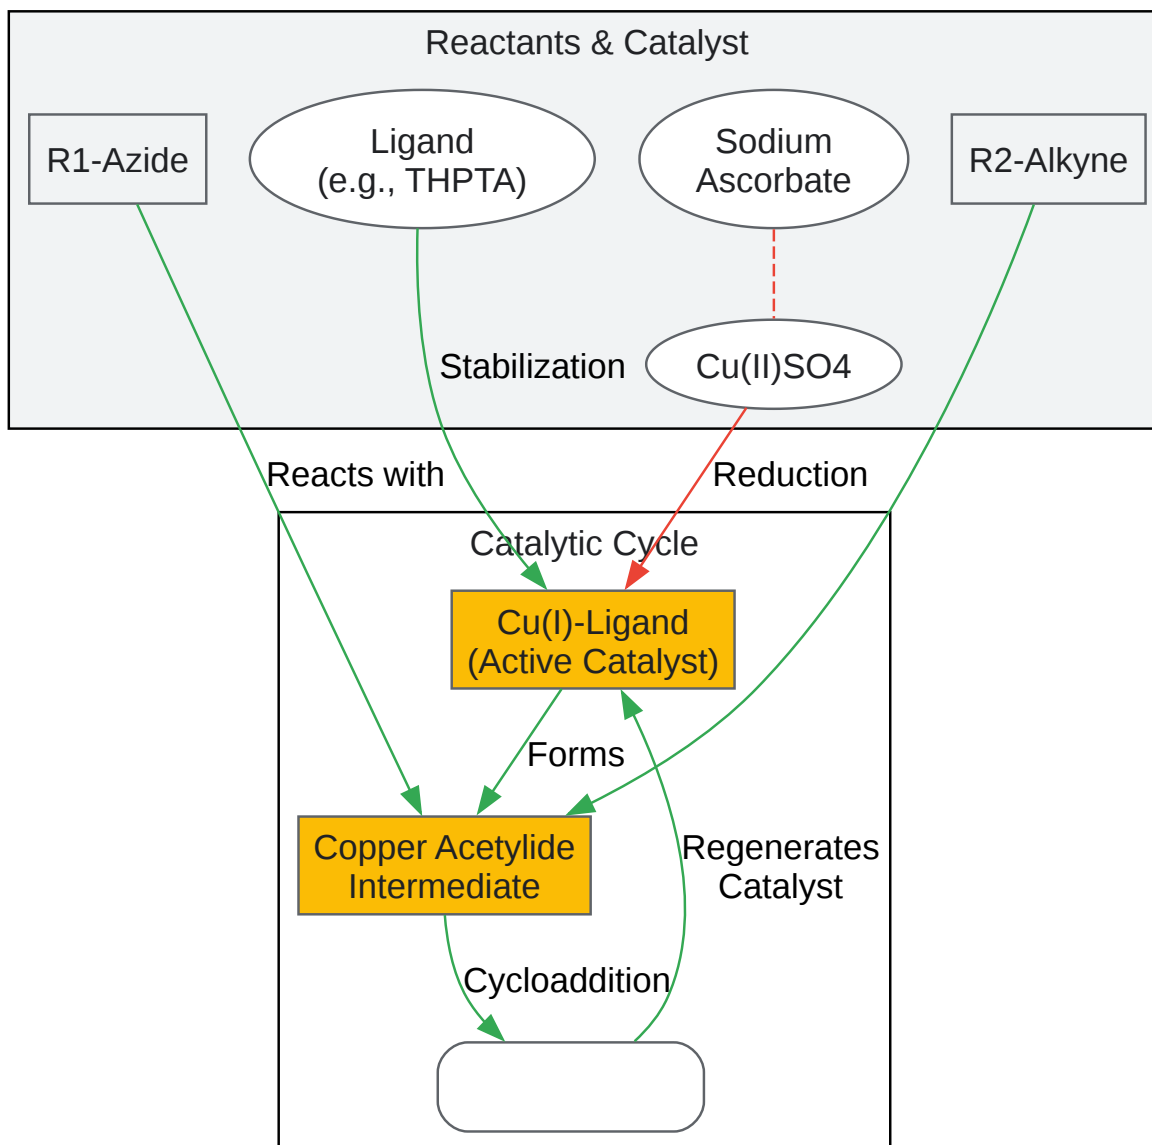 Reactants & Catalyst
R1-Azide
Ligand
(e.g., THPTA)
Sodium
Ascorbate
R2-Alkyne
Stabilization
Cu(II)SO4
Reacts with
Reduction
Catalytic Cycle
Cu(I)-Ligand
(Active Catalyst)
Forms
Copper Acetylide
Intermediate
Regenerates
Catalyst
Cycloaddition